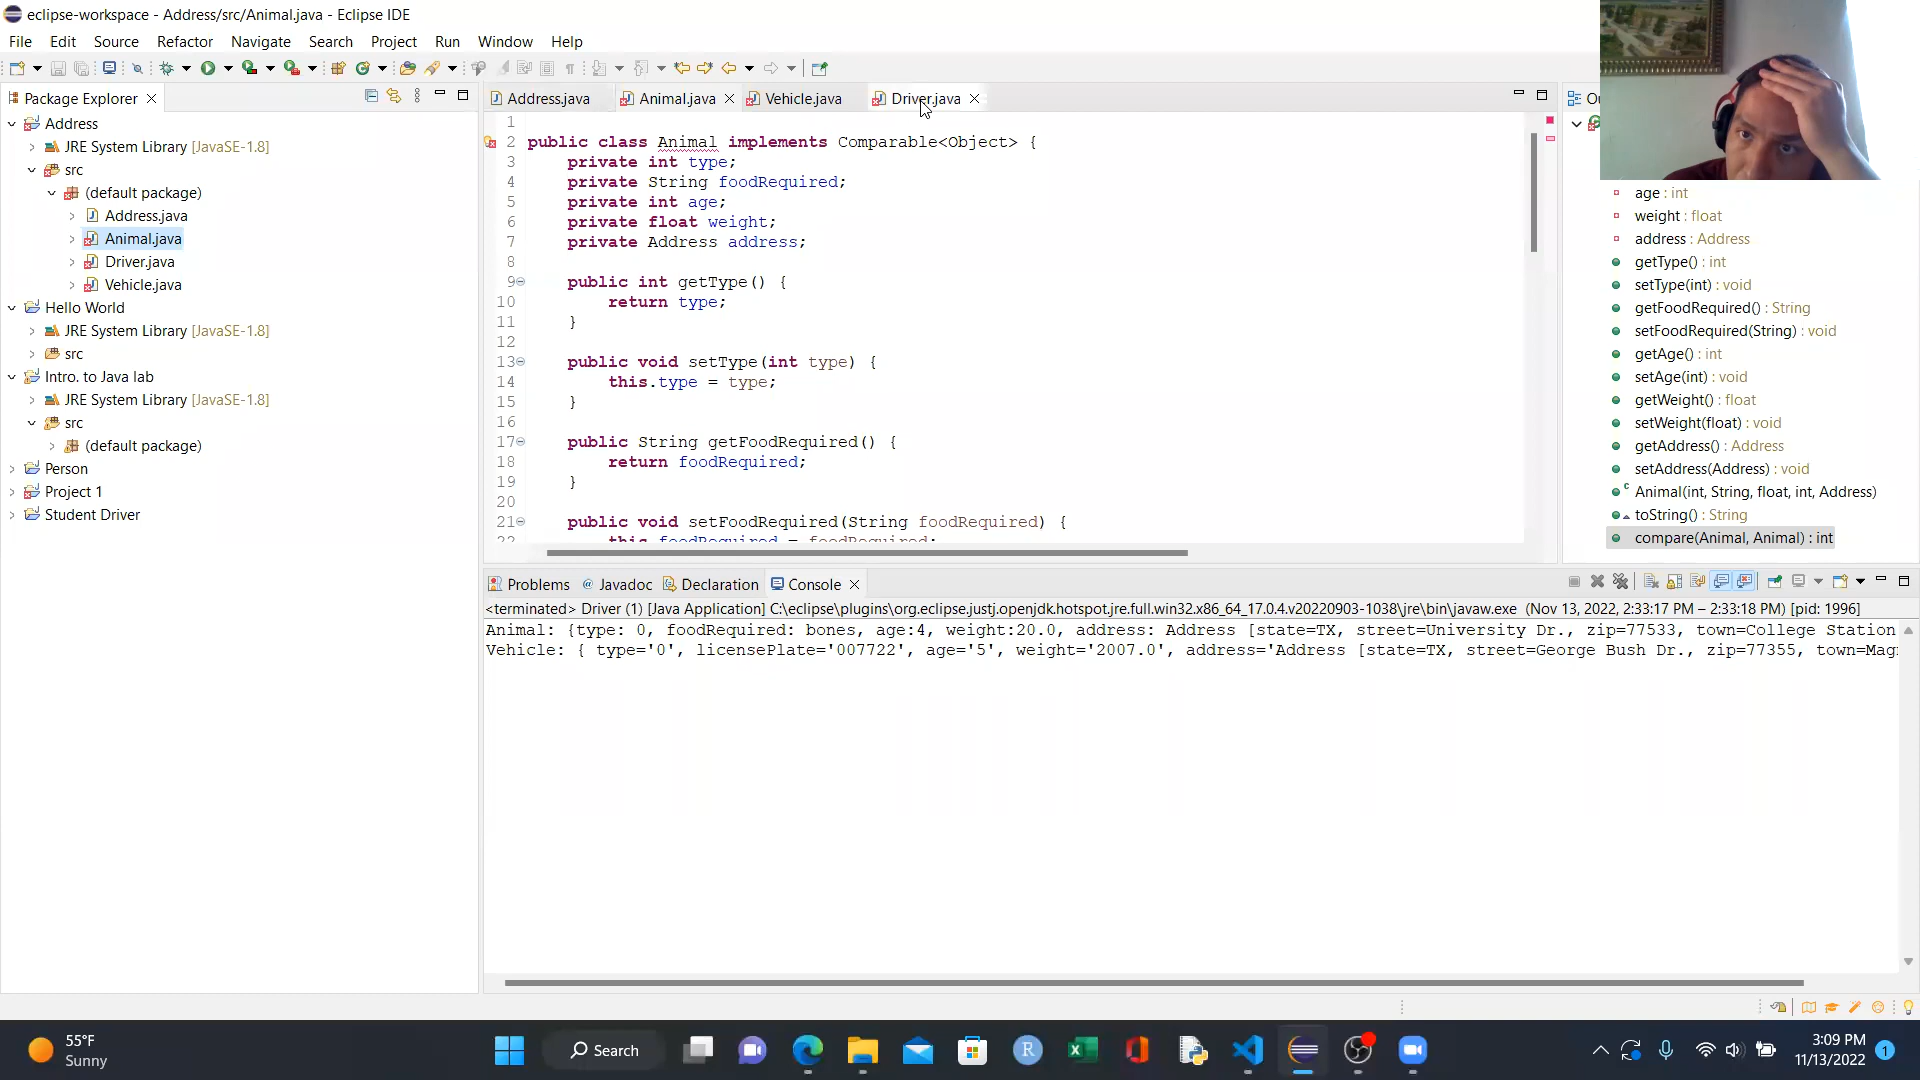 eclipse-workspace - Address/src/Animal.java - Eclipse IDE
File Edit Source Refactor Navigate Search Project Run Window Help
Package Explorer
Address
JRE System Library [JavaSE-1.8]
src
(default package)
Address.java
Animal.java
Driver.java
Vehicle.java
Hello World
JRE System Library [JavaSE-1.8]
src
Intro. to Java lab
JRE System Library [JavaSE-1.8]
src
(default package)
Person
Project 1
Student Driver
Address.java Animal.java Vehicle.java Driver.java
1
2 public class Animal implements Comparable<Object> {
3 private int type;
4 private String foodRequired;
5 private int age;
6 private float weight;
7 private Address address;
8
9 public int getType() {
10 return type;
11 }
12
13 public void setType(int type) {
14 this.type = type;
15 }
16
17 public String getFoodRequired() {
18 return foodRequired;
19 }
20
21 public void setFoodRequired(String foodRequired) {
22 this.foodRequired = foodRequired;
Ou
age : int
weight : float
address : Address
getType() : int
setType(int) : void
getFoodRequired() : String
setFoodRequired(String) : void
getAge() : int
setAge(int) : void
getWeight() : float
setWeight(float) : void
getAddress() : Address
setAddress(Address) : void
Animal(int, String, float, int, Address)
toString() : String
compare(Animal, Animal) : int
Problems Javadoc Declaration Console
<terminated> Driver (1) [Java Application] C:\eclipse\plugins\org.eclipse.justj.openjdk.hotspot.jre.full.win32.x86_64_17.0.4.v20220903-1038\jre\bin\javaw.exe (Nov 13, 2022, 2:33:17 PM – 2:33:18 PM) [pid: 1996]
Animal: {type: 0, foodRequired: bones, age:4, weight:20.0, address: Address [state=TX, street=University Dr., zip=77533, town=College Station
Vehicle: { type='0', licensePlate='007722', age='5', weight='2007.0', address='Address [state=TX, street=George Bush Dr., zip=77355, town=Mag
55°F
Sunny
Search
3:09 PM
11/13/2022
1